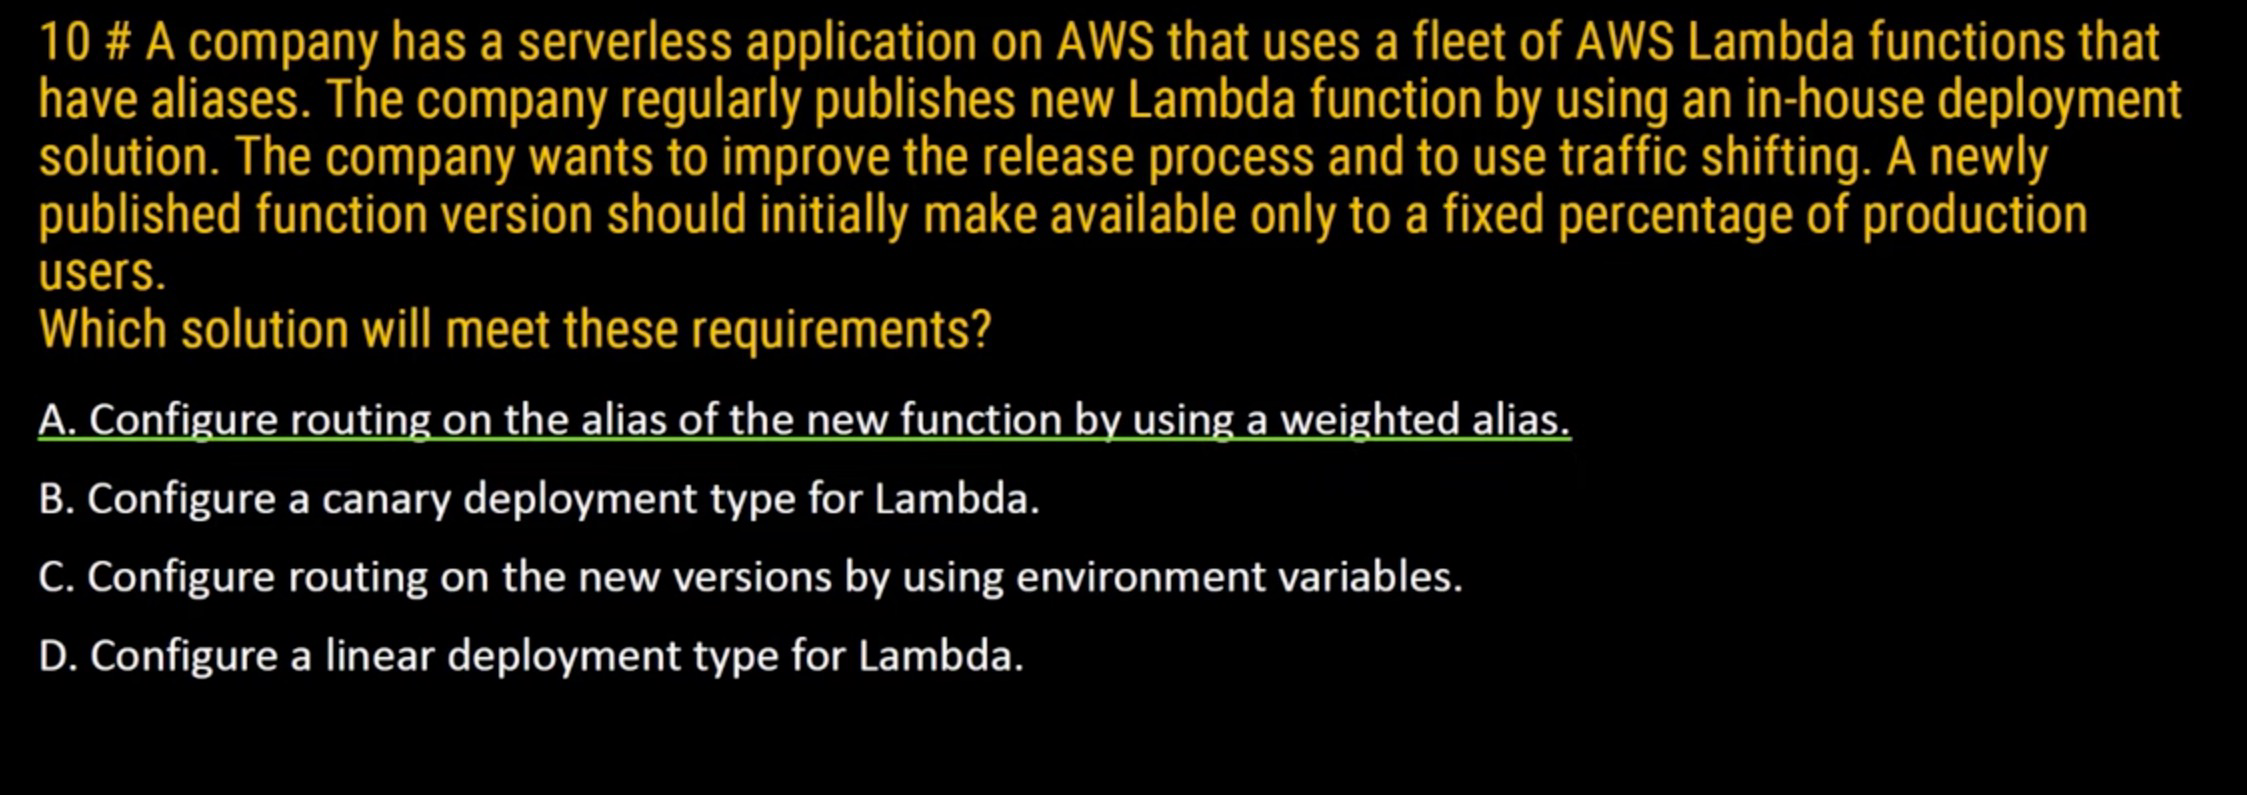 10 # A company has a serverless application on AWS that uses a fleet of AWS Lambda functions that
have aliases. The company regularly publishes new Lambda function by using an in-house deployment
solution. The company wants to improve the release process and to use traffic shifting. A newly
published function version should initially make available only to a fixed percentage of production
users.
Which solution will meet these requirements?
A. Configure routing on the alias of the new function by using a weighted alias.
B. Configure a canary deployment type for Lambda.
C. Configure routing on the new versions by using environment variables.
D. Configure a linear deployment type for Lambda.